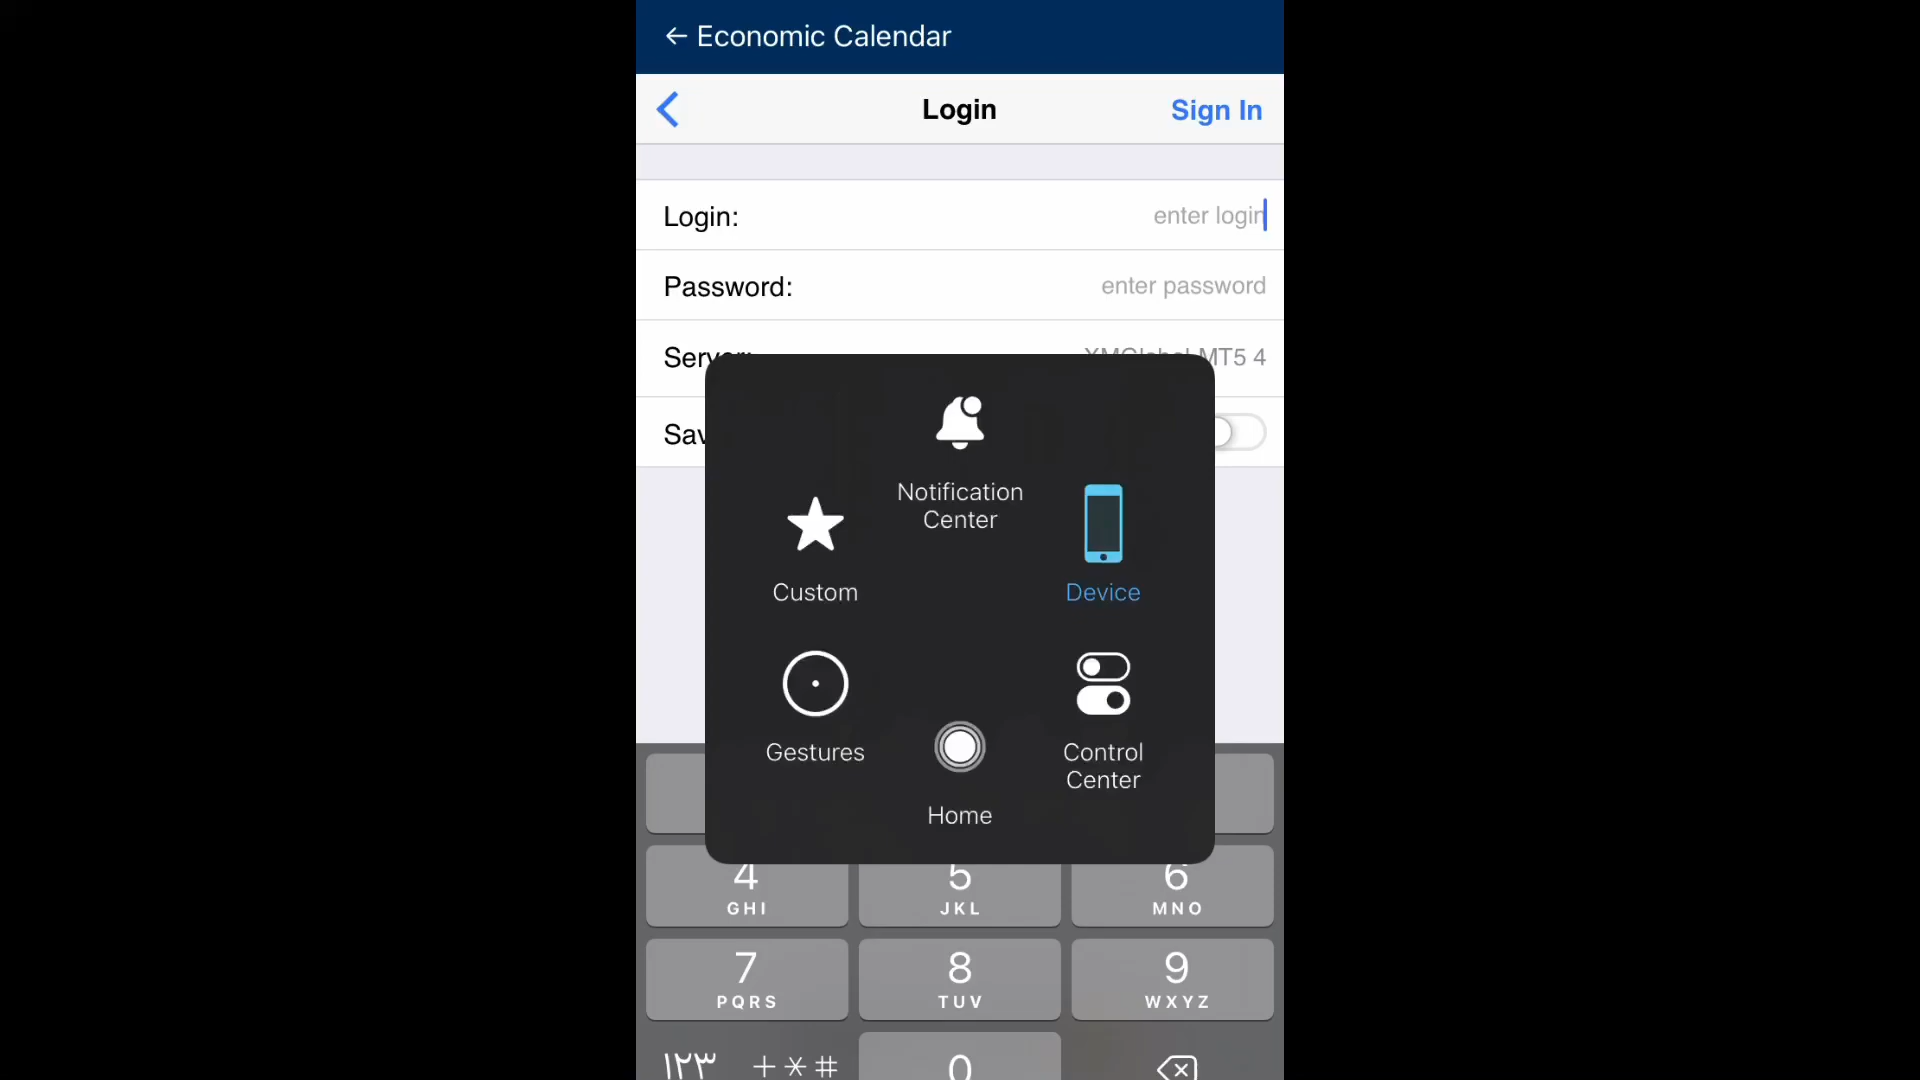 ← Economic Calendar
Login
Sign In
Login:
enter login
Password:
enter password
MT5 4
Notification
Center
Custom
Device
Gestures
Control
Center
Home
4
GHI
5
JKL
6
MNO
7
PQRS
8
TUV
9
WXYZ
١٢٣
+*#
0